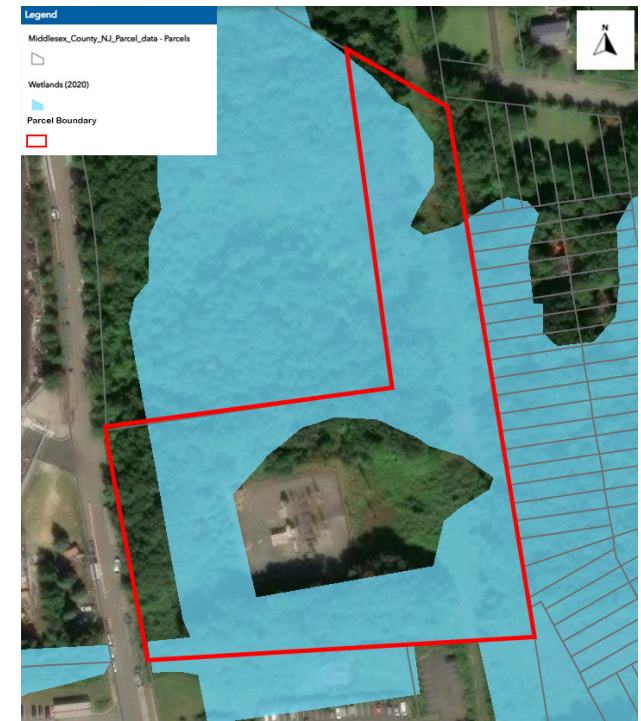 Legend
N
Middlesex_County_NJ_Parcel_data - Parcels
Wetlands (2020)
Parcel Boundary